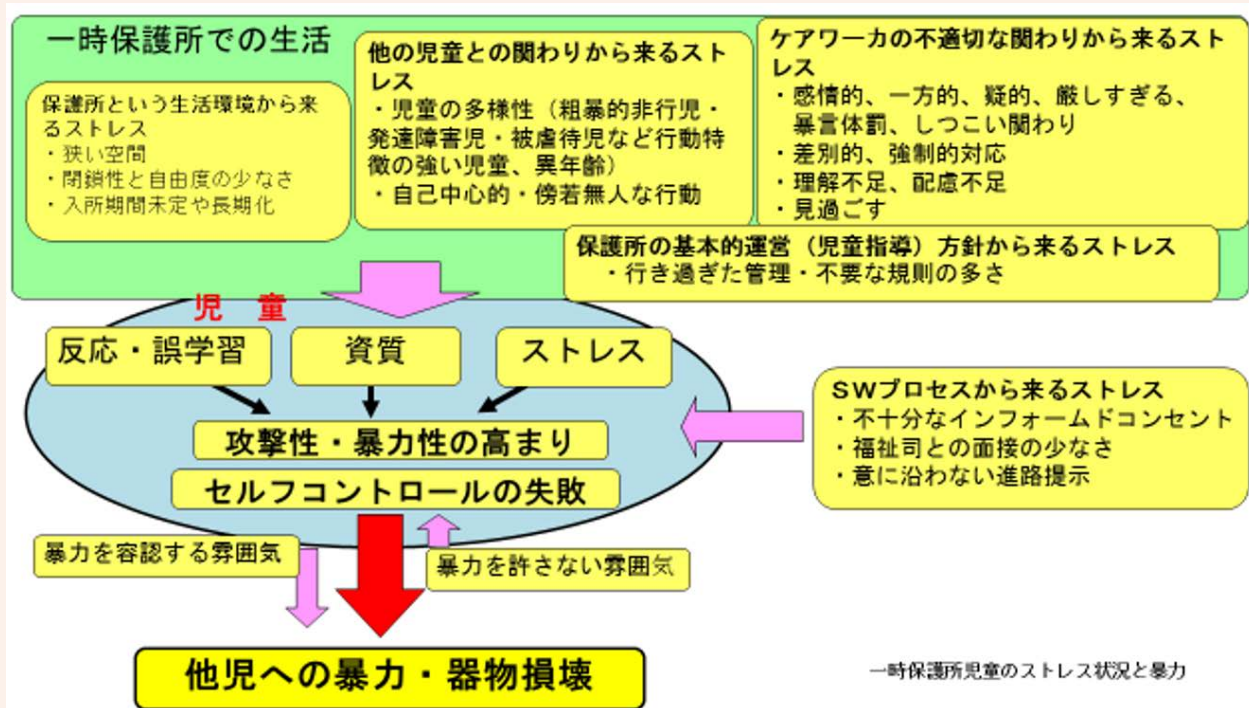 一時保護所での生活
保護所という生活環境から来
るストレス
・狭い空間
・閉鎖性と自由度の少なさ
・入所期間未定や長期化
他の児童との関わりから来るスト
レス
・児童の多様性（粗暴的非行児・
発達障害児・被虐待児など行動特
徴の強い児童、異年齢）
・自己中心的・傍若無人な行動
ケアワーカの不適切な関わりから来るスト
レス
・感情的、一方的、疑的、厳しすぎる、
暴言体罰、しつこい関わり
・差別的、強制的対応
・理解不足、配慮不足
・見過ごす
保護所の基本的運営（児童指導）方針から来るストレス
・行き過ぎた管理・不要な規則の多さ
児　童
反応・誤学習
資質
ストレス
攻撃性・暴力性の高まり
セルフコントロールの失敗
ＳＷプロセスから来るストレス
・不十分なインフォームドコンセント
・福祉司との面接の少なさ
・意に沿わない進路提示
暴力を容認する雰囲気
暴力を許さない雰囲気
他児への暴力・器物損壊
一時保護所児童のストレス状況と暴力